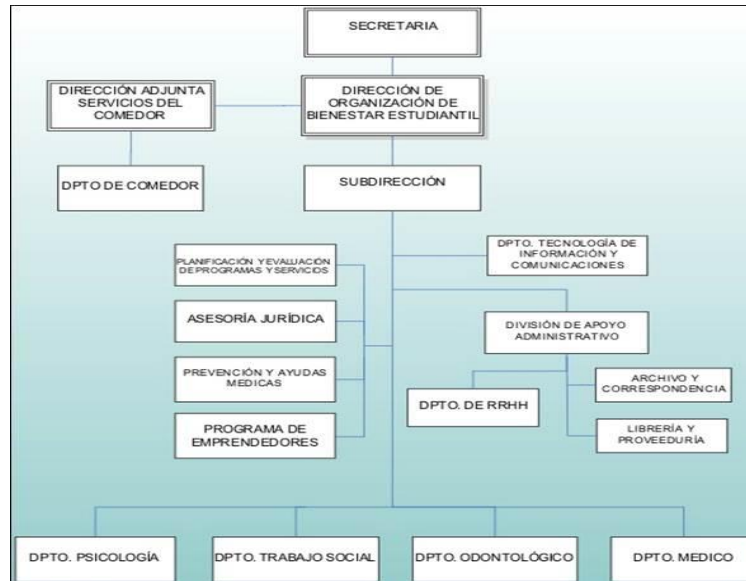 SECRETARIA
DIRECCIÓN ADJUNTA
SERVICIOS DEL
COMEDOR
DIRECCIÓN DE
ORGANIZACIÓN DE
BIENESTAR ESTUDIANTIL
DPTO DE COMEDOR
SUBDIRECCIÓN
PLANIFICACIÓN Y EVALUACIÓN
DE PROGRAMAS Y SERVICIOS
DPTO. TECNOLOGÍA DE
INFORMACIÓN Y
COMUNICACIONES
ASESORÍA JURÍDICA
DIVISIÓN DE APOYO
ADMINISTRATIVO
PREVENCIÓN Y AYUDAS
MEDICAS
DPTO. DE RRHH
ARCHIVO Y
CORRESPONDENCIA
PROGRAMA DE
EMPRENDEDORES
LIBRERÍA Y
PROVEEDURÍA
DPTO. PSICOLOGÍA
DPTO. TRABAJO SOCIAL
DPTO. ODONTOLÓGICO
DPTO. MEDICO